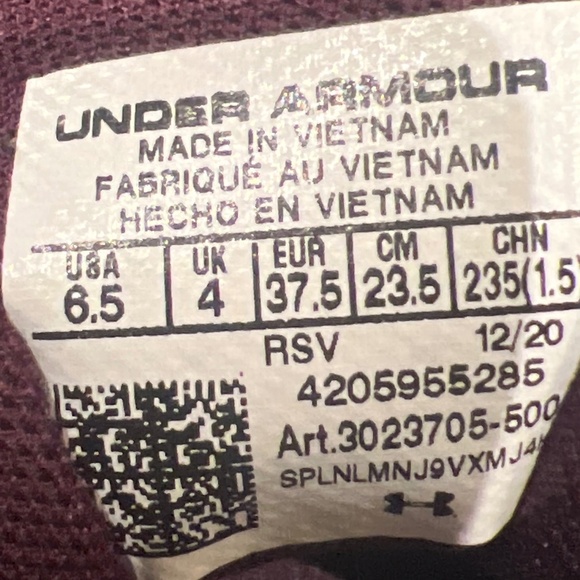 UNDER ARMOUR
MADE IN VIETNAM
FABRIQUÉ AU VIETNAM
HECHO EN VIETNAM
USA UK EUR CM CHN
6.5 4 37.5 23.5 235(1.5)
RSV 12/20
4205955285
Art.3023705-500